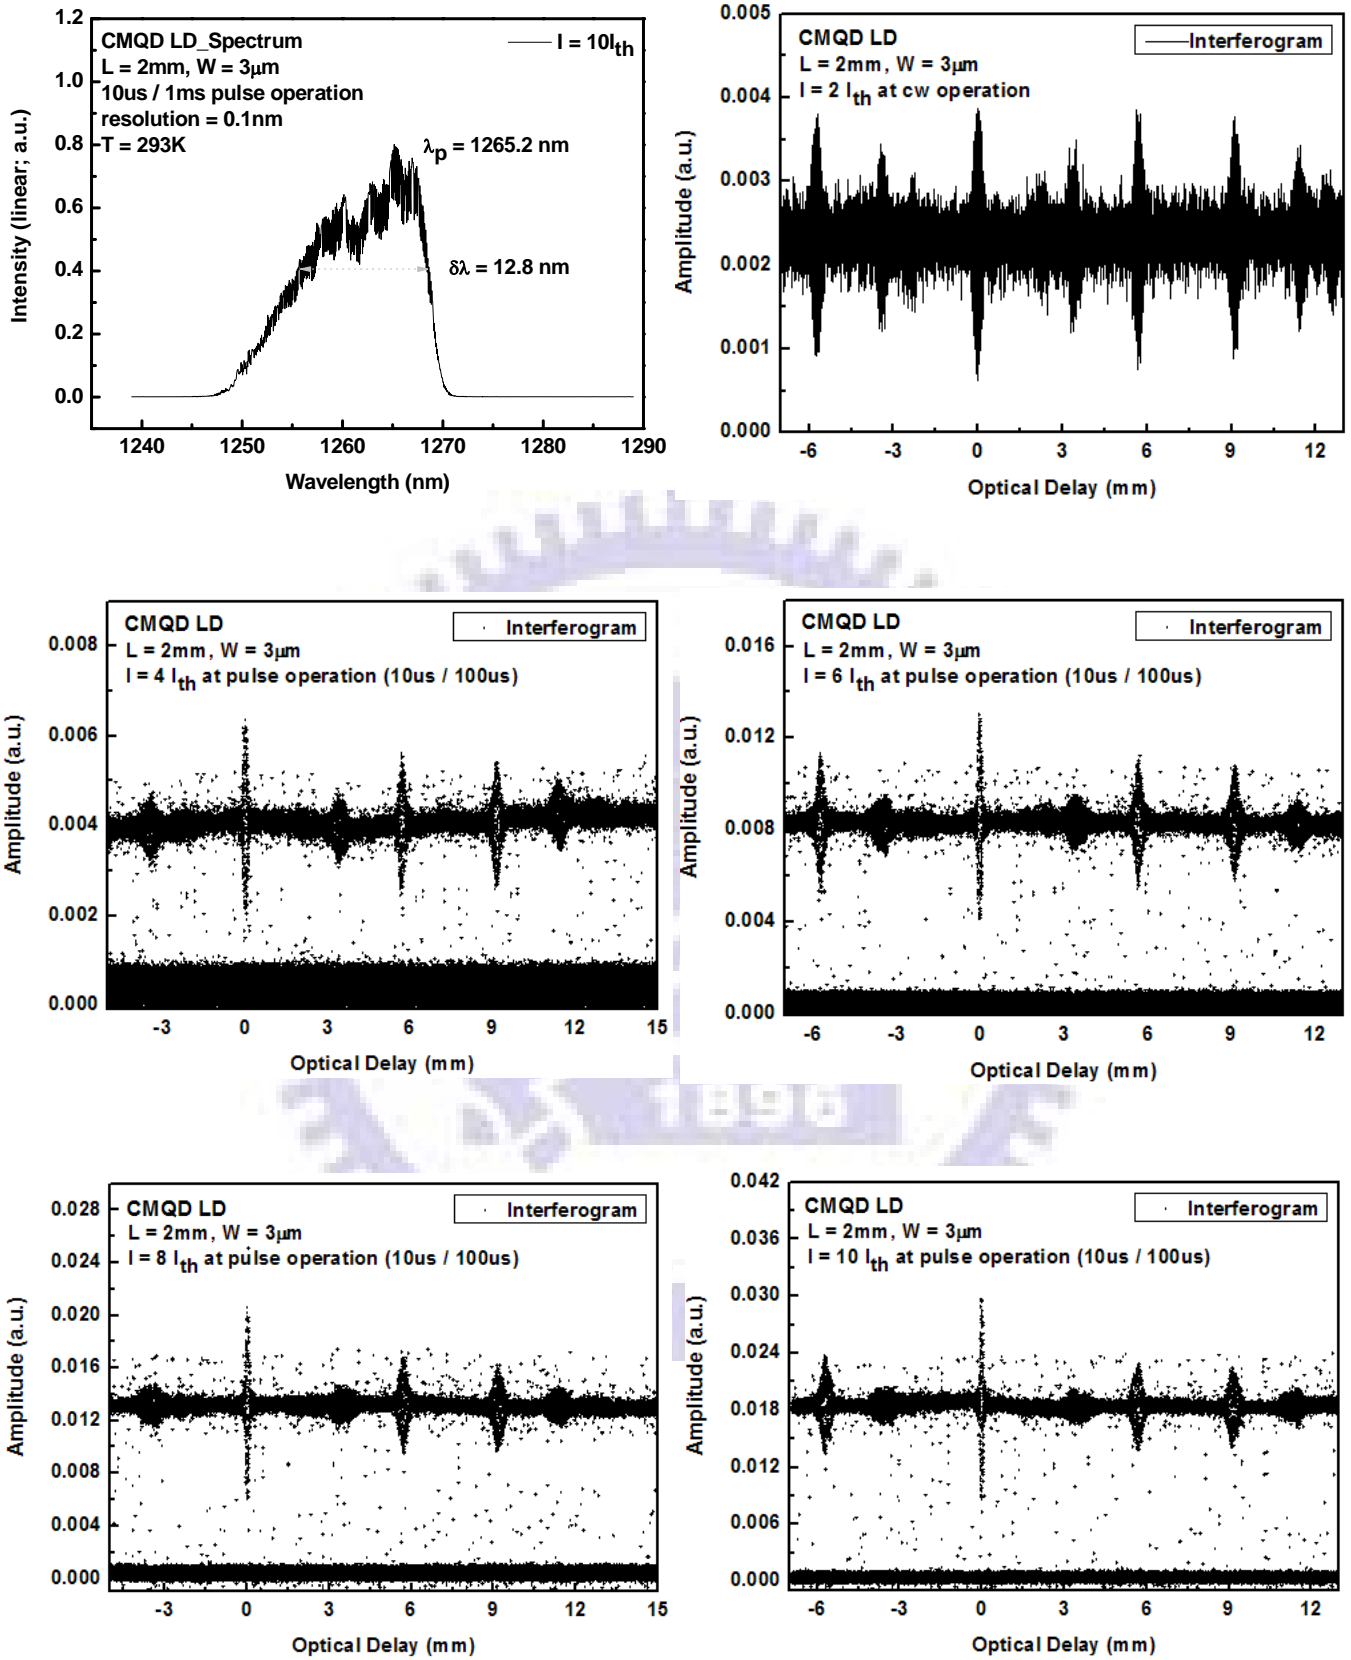 CMQD LD_Spectrum
I = 10Ith
L = 2mm, W = 3μm
10us / 1ms pulse operation
resolution = 0.1nm
T = 293K
λp = 1265.2 nm
δλ = 12.8 nm
Intensity (linear; a.u.)
1.2
1.0
0.8
0.6
0.4
0.2
0.0
1240 1250 1260 1270 1280 1290
Wavelength (nm)
CMQD LD
Interferogram
L = 2mm, W = 3μm
I = 2 Ith at cw operation
Amplitude (a.u.)
0.005
0.004
0.003
0.002
0.001
0.000
-6 -3 0 3 6 9 12
Optical Delay (mm)
CMQD LD
Interferogram
L = 2mm, W = 3μm
I = 4 Ith at pulse operation (10us / 100us)
Amplitude (a.u.)
0.008
0.006
0.004
0.002
0.000
-3 0 3 6 9 12 15
Optical Delay (mm)
CMQD LD
Interferogram
L = 2mm, W = 3μm
I = 6 Ith at pulse operation (10us / 100us)
Amplitude (a.u.)
0.016
0.012
0.008
0.004
0.000
-6 -3 0 3 6 9 12
Optical Delay (mm)
1896
CMQD LD
Interferogram
L = 2mm, W = 3μm
I = 8 Ith at pulse operation (10us / 100us)
Amplitude (a.u.)
0.028
0.024
0.020
0.016
0.012
0.008
0.004
0.000
-3 0 3 6 9 12 15
Optical Delay (mm)
CMQD LD
Interferogram
L = 2mm, W = 3μm
I = 10 Ith at pulse operation (10us / 100us)
Amplitude (a.u.)
0.042
0.036
0.030
0.024
0.018
0.012
0.006
0.000
-6 -3 0 3 6 9 12
Optical Delay (mm)